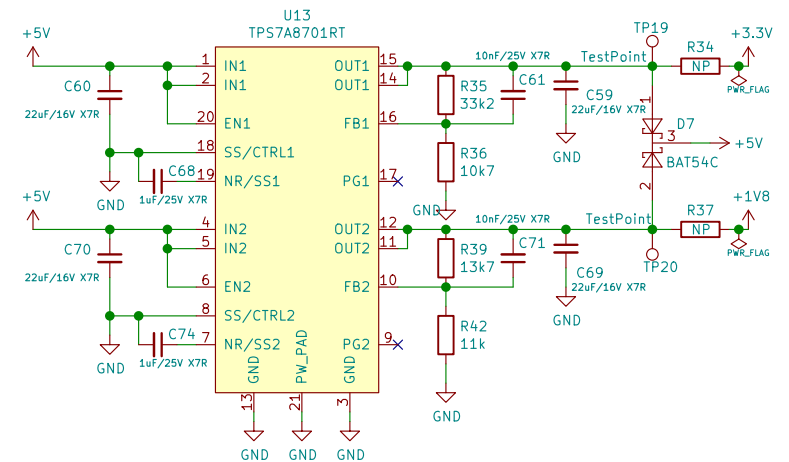 U13
TPS7A8701RT
+5V
C60
22uF/16V X7R
GND
C68
1uF/25V X7R
1
IN1
2
IN1
20
EN1
18
SS/CTRL1
19
NR/SS1
OUT1
15
OUT1
14
FB1
16
PG1
17
R35
33k2
R36
10k7
GND
10nF/25V X7R
C61
C59
22uF/16V X7R
GND
TestPoint
TP19
R34
NP
+3.3V
PWR_FLAG
1
D7
3
+5V
BAT54C
2
+5V
C70
22uF/16V X7R
GND
C74
1uF/25V X7R
4
IN2
5
IN2
6
EN2
8
SS/CTRL2
7
NR/SS2
OUT2
12
OUT2
11
FB2
10
PG2
9
R39
13k7
R42
11k
GND
10nF/25V X7R
C71
C69
22uF/16V X7R
GND
TestPoint
TP20
R37
NP
+1V8
PWR_FLAG
GND
13
GND
PW_PAD
21
GND
GND
3
GND